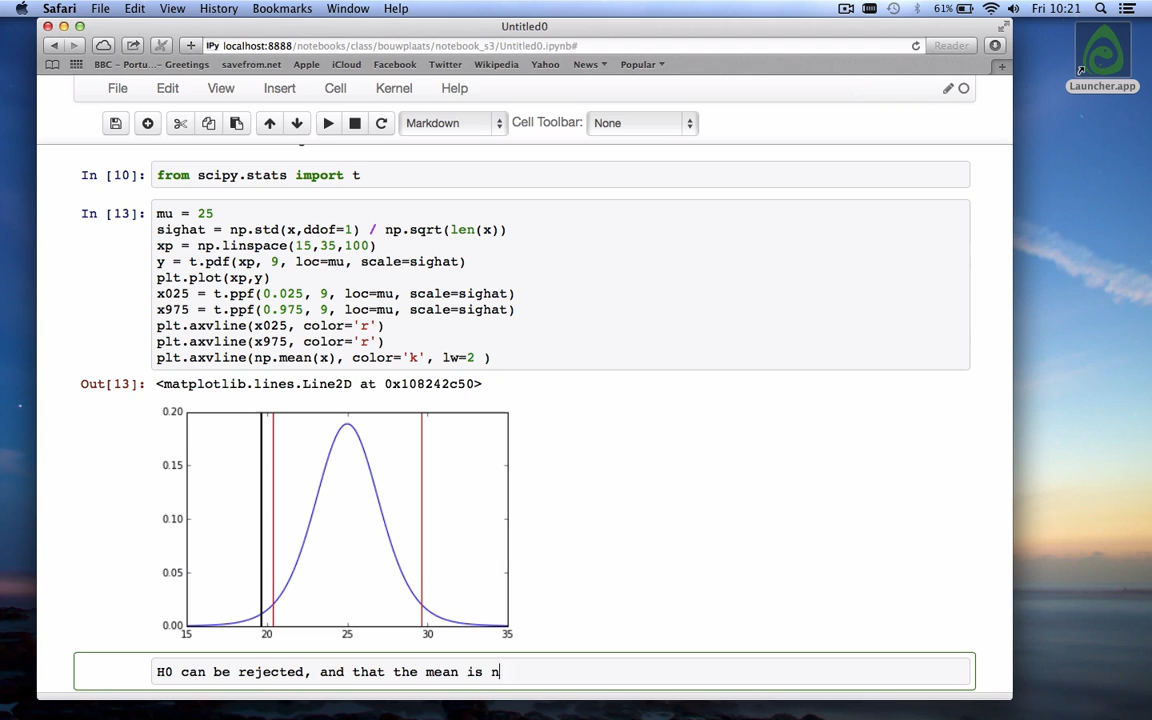 Safari File Edit View History Bookmarks Window Help 61% Fri 10:21
Untitled0
IPy localhost:8888/notebooks/class/bouwplaats/notebook_s3/Untitled0.ipynb# Reader
BBC – Portu... – Greetings savefrom.net Apple iCloud Facebook Twitter Wikipedia Yahoo News Popular
Launcher.app
File Edit View Insert Cell Kernel Help
Markdown Cell Toolbar: None
In [10]: from scipy.stats import t
In [13]: mu = 25
sighat = np.std(x,ddof=1) / np.sqrt(len(x))
xp = np.linspace(15,35,100)
y = t.pdf(xp, 9, loc=mu, scale=sighat)
plt.plot(xp,y)
x025 = t.ppf(0.025, 9, loc=mu, scale=sighat)
x975 = t.ppf(0.975, 9, loc=mu, scale=sighat)
plt.axvline(x025, color='r')
plt.axvline(x975, color='r')
plt.axvline(np.mean(x), color='k', lw=2 )
Out[13]: <matplotlib.lines.Line2D at 0x108242c50>
0.20
0.15
0.10
0.05
0.00
15 20 25 30 35
H0 can be rejected, and that the mean is n